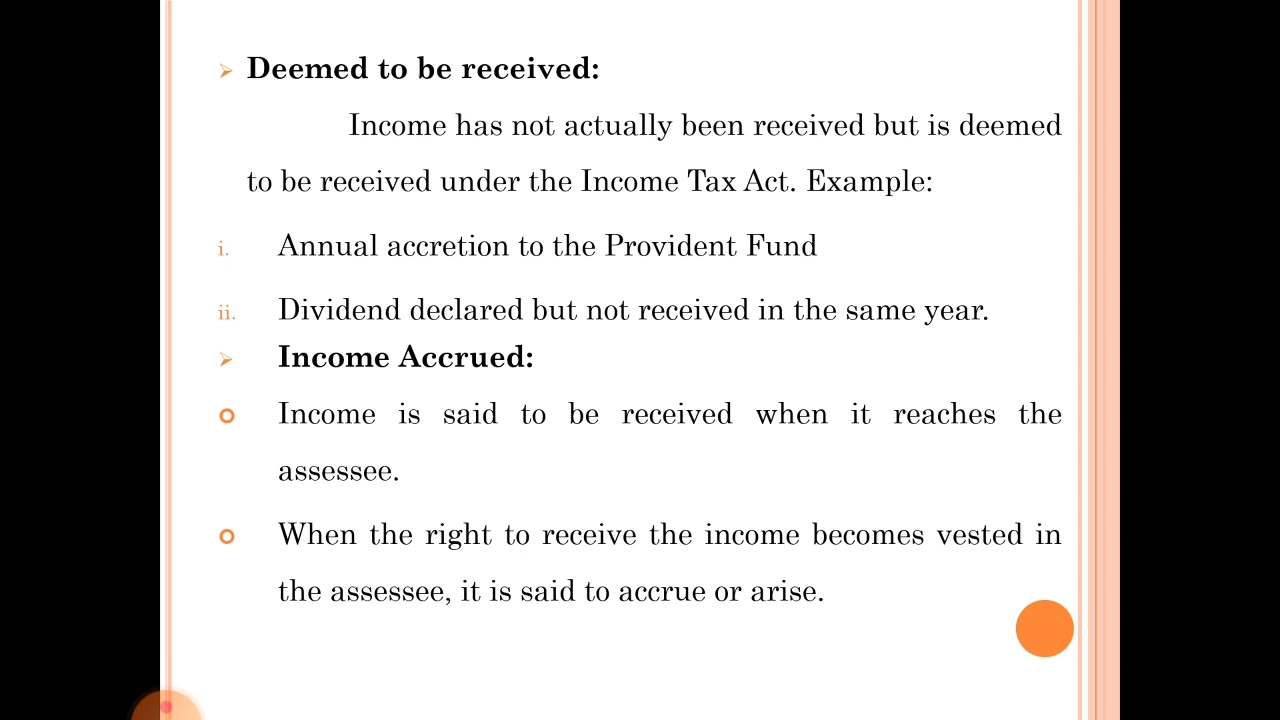 Deemed to be received:
Income has not actually been received but is deemed
to be received under the Income Tax Act. Example:
i. Annual accretion to the Provident Fund
ii. Dividend declared but not received in the same year.
Income Accrued:
Income is said to be received when it reaches the
assessee.
When the right to receive the income becomes vested in
the assessee, it is said to accrue or arise.